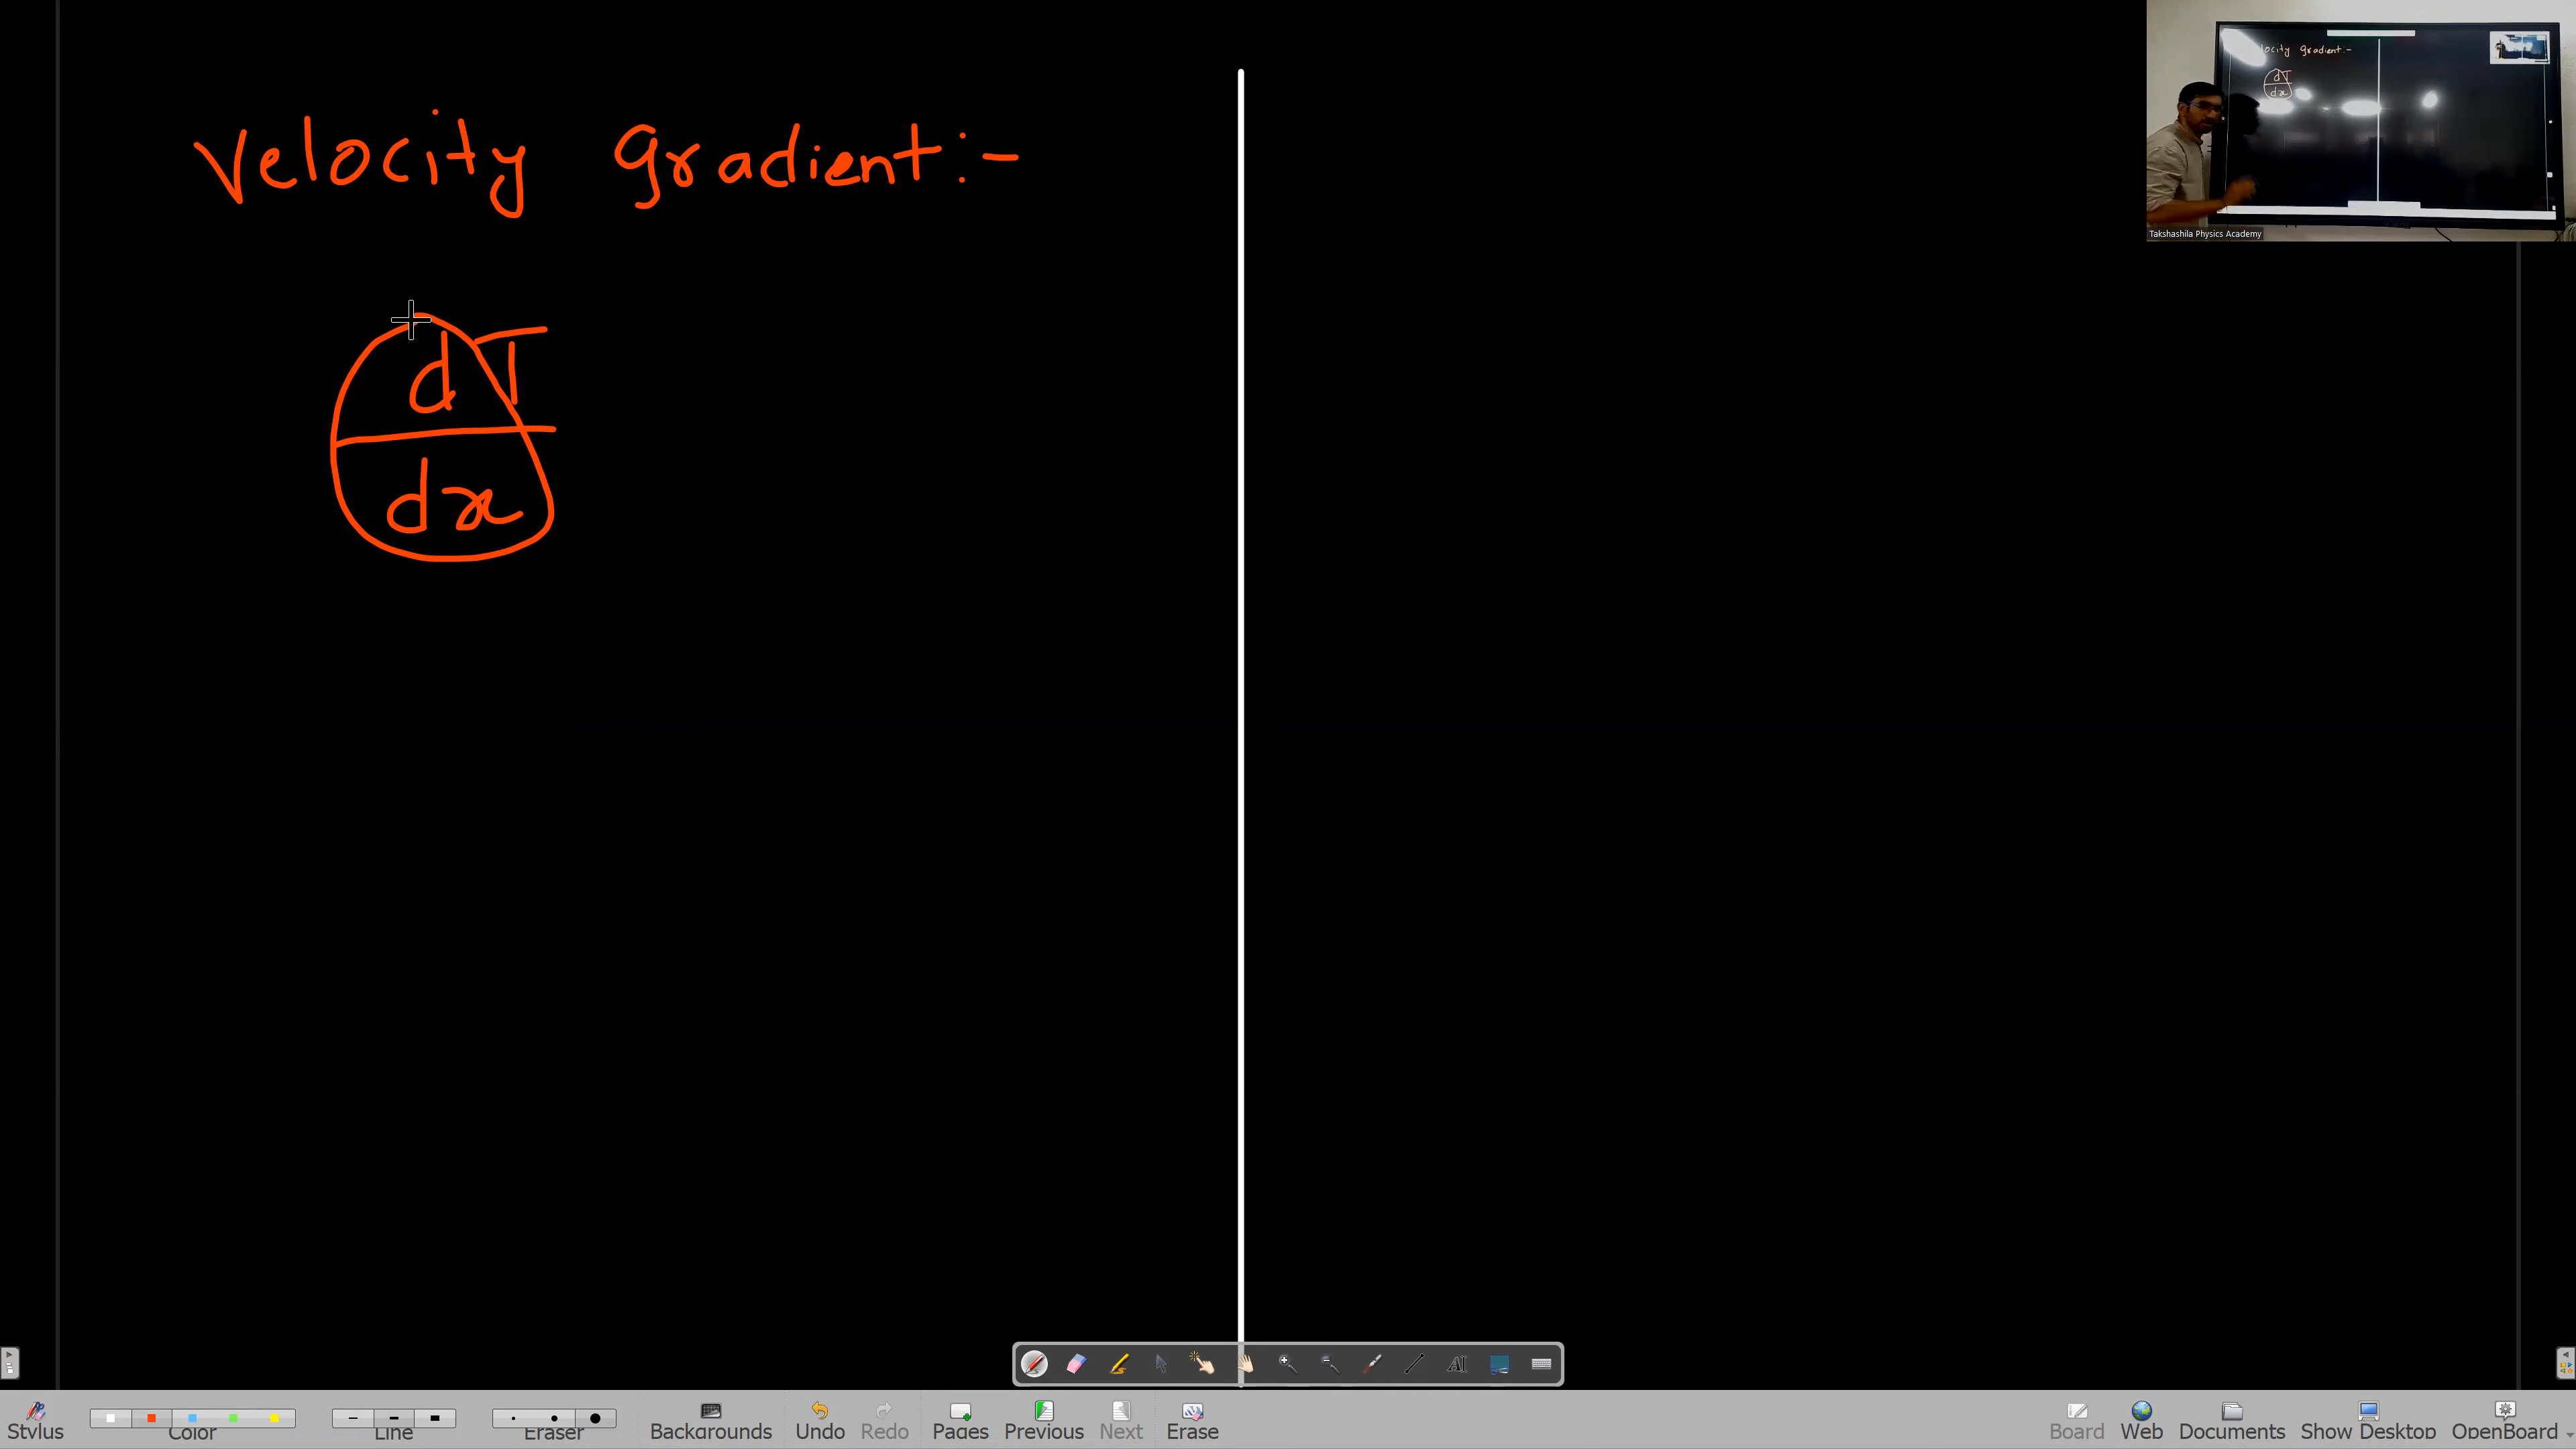 Velocity gradient:-
dT
dx
Takshashila Physics Academy
Stylus Color Line Eraser Backgrounds Undo Redo Pages Previous Next Erase Board Web Documents Show Desktop OpenBoard